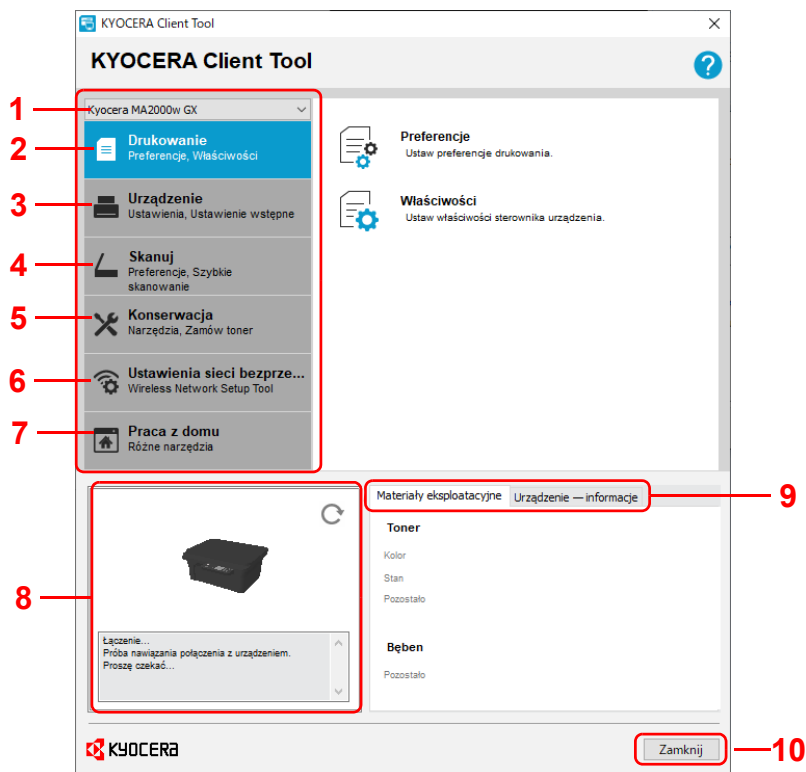 KYOCERA Client Tool
KYOCERA Client Tool
?
1
Kyocera MA2000w GX
2
Drukowanie
Preferencje, Właściwości
3
Urządzenie
Ustawienia, Ustawienie wstępne
4
Skanuj
Preferencje, Szybkie
skanowanie
5
Konserwacja
Narzędzia, Zamów toner
6
Ustawienia sieci bezprze...
Wireless Network Setup Tool
7
Praca z domu
Różne narzędzia
Preferencje
Ustaw preferencje drukowania.
Właściwości
Ustaw właściwości sterownika urządzenia.
8
Łączenie...
Próba nawiązania połączenia z urządzeniem.
Proszę czekać...
Materiały eksploatacyjne
Urządzenie — informacje
9
Toner
Kolor
Stan
Pozostało
Bęben
Pozostało
KYOCERA
Zamknij
10